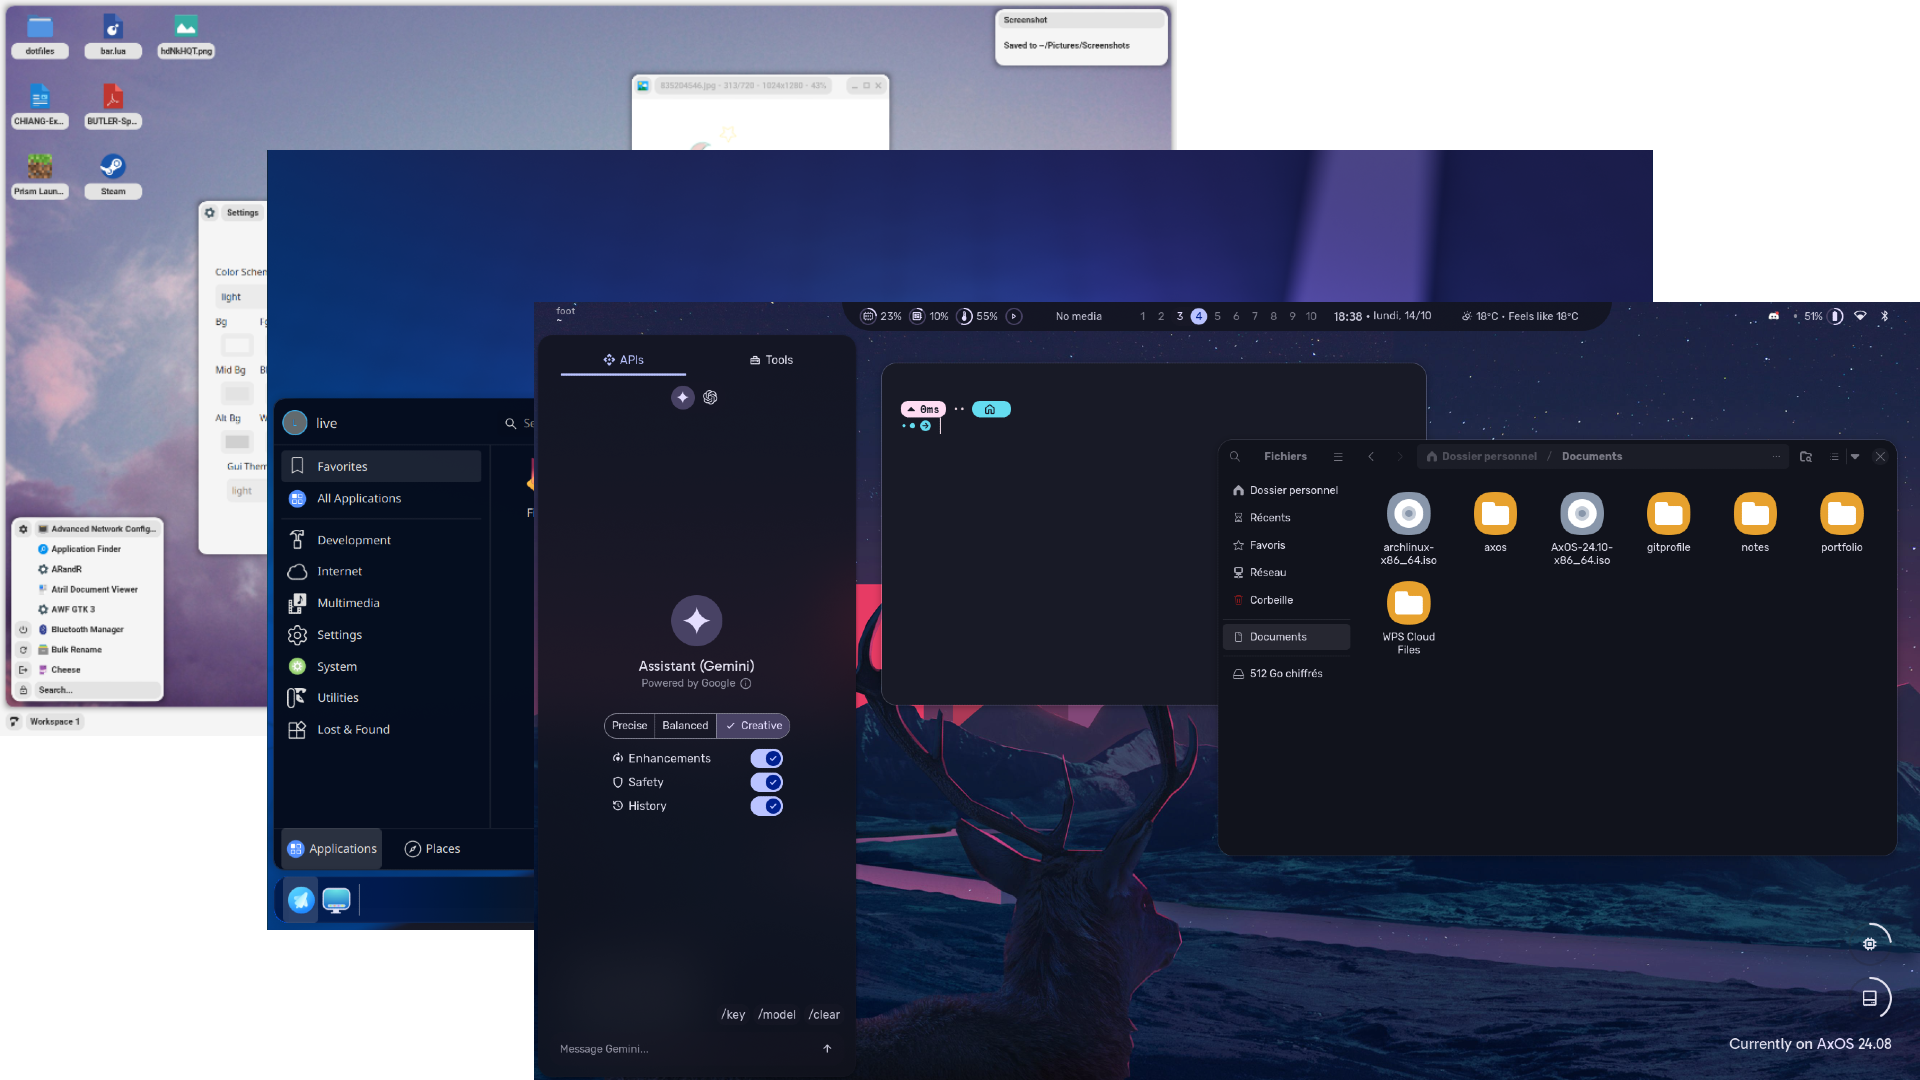 dotfiles
bar.lua
hdNkHQT.png
CHIANG-Ex...
BUTLER-Sp...
Prism Laun...
Steam
Screenshot
Saved to ~/Pictures/Screenshots
835204546.jpg - 313/720 - 1024x1280 - 43%
Settings
Color Schem
light
Bg
Mid Bg
Alt Bg
Gui Them
light
Advanced Network Config...
Application Finder
ARandR
Atril Document Viewer
AWF GTK 3
Bluetooth Manager
Bulk Rename
Cheese
Search...
Workspace 1
live
Se
Favorites
All Applications
Development
Internet
Multimedia
Settings
System
Utilities
Lost & Found
Applications
Places
foot
~
23% 10% 55%
No media
1 2 3 4 5 6 7 8 9 10
18:38 • lundi, 14/10
18°C • Feels like 18°C
51%
APIs
Tools
Assistant (Gemini)
Powered by Google
Precise
Balanced
Creative
Enhancements
Safety
History
/key /model /clear
Message Gemini...
0ms
Fichiers
Dossier personnel / Documents
Dossier personnel
Récents
Favoris
Réseau
Corbeille
Documents
512 Go chiffrés
archlinux-
x86_64.iso
axos
AxOS-24.10-
x86_64.iso
gitprofile
notes
portfolio
WPS Cloud
Files
Currently on AxOS 24.08